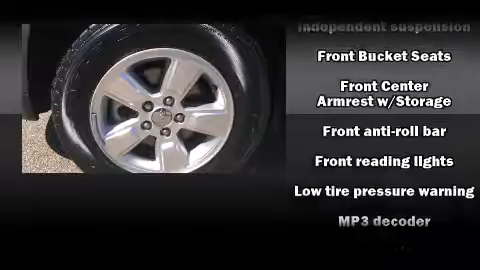 Independent suspension
Front Bucket Seats
Front Center
Armrest w/Storage
Front anti-roll bar
Front reading lights
Low tire pressure warning
MP3 decoder